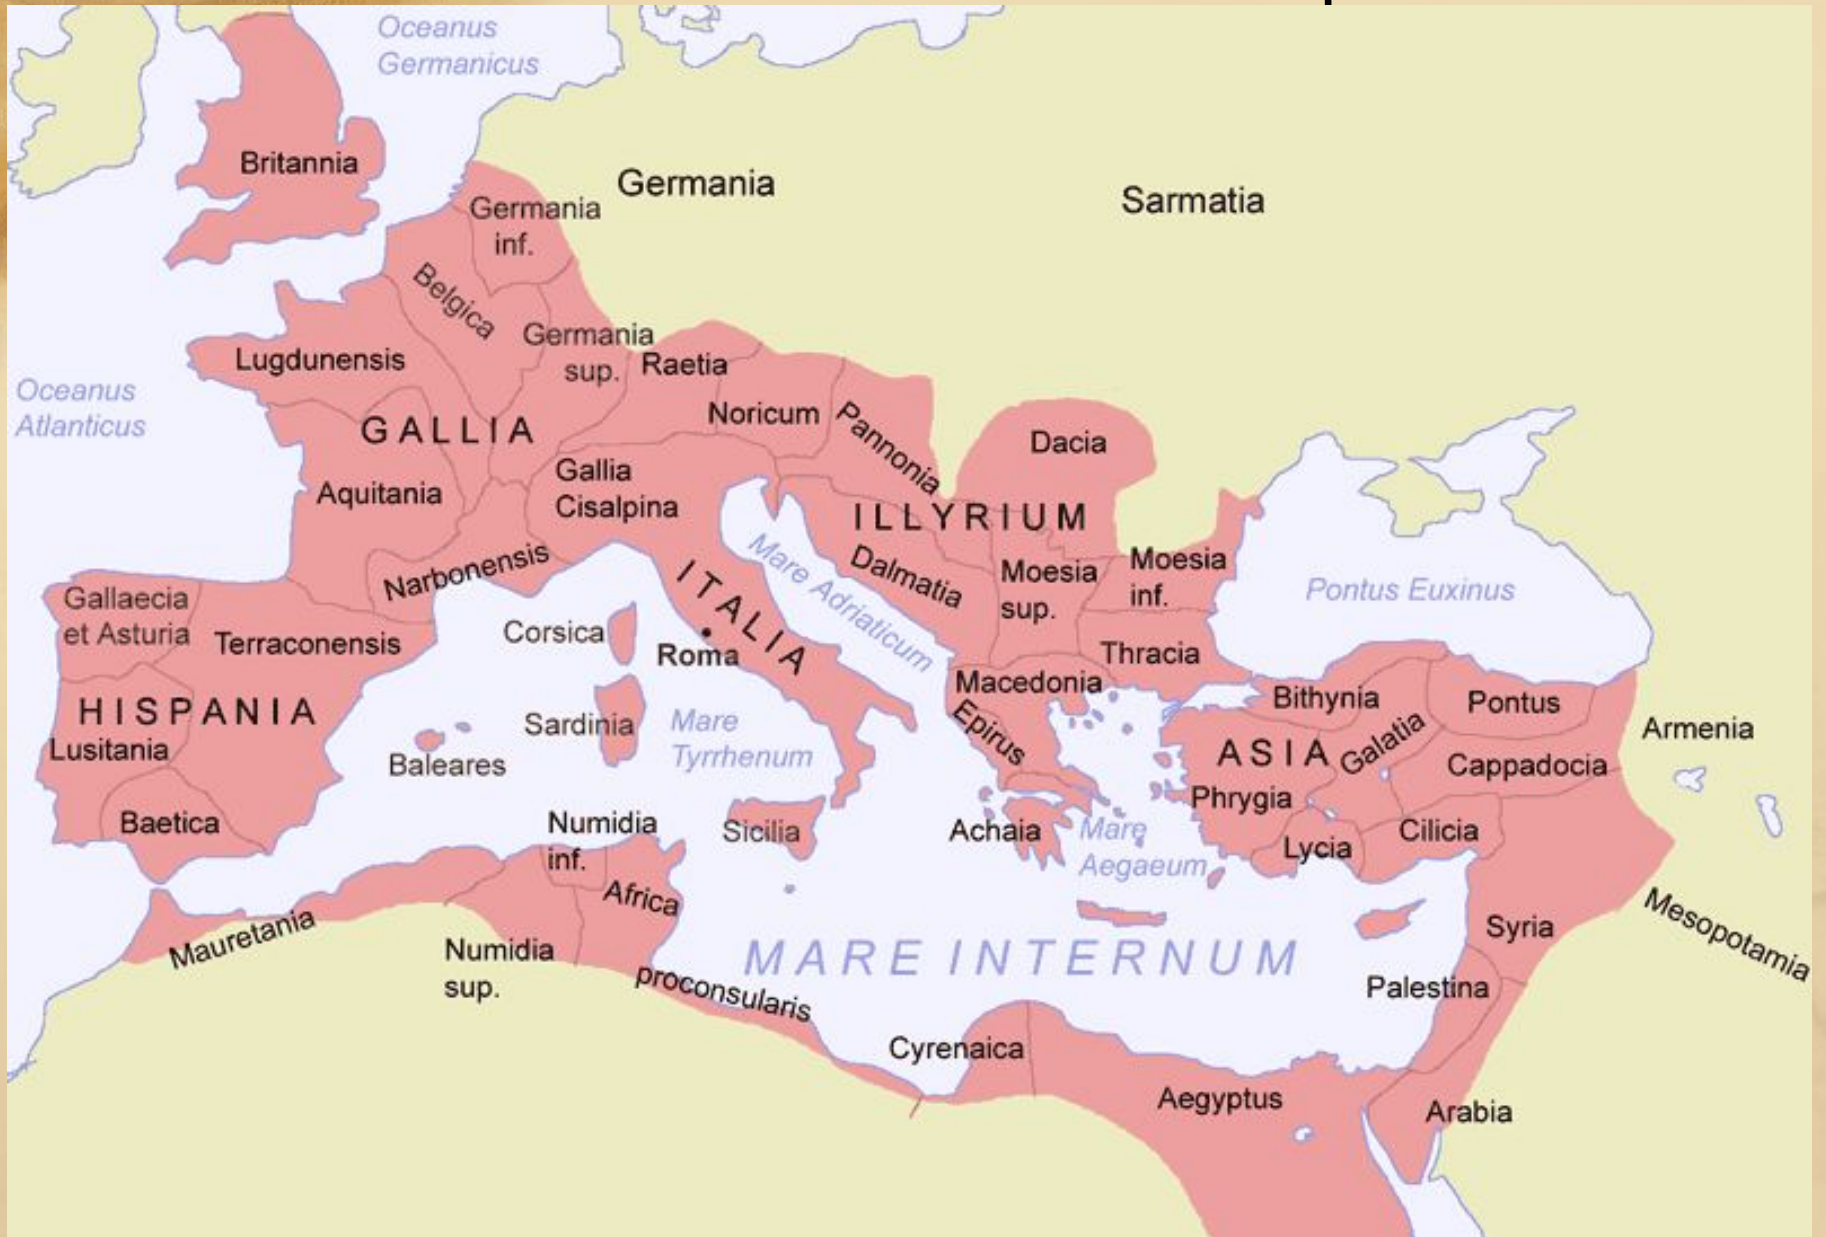 Oceanus
Germanicus
Britannia
Germania
Sarmatia
Germania
inf.
Belgica
Germania
sup.
Lugdunensis
Raetia
Oceanus
Atlanticus
GALLIA
Noricum
Pannonia
Dacia
Gallia
Cisalpina
Aquitania
ILLYRIUM
Mare Adriaticum
Dalmatia
Moesia
sup.
Moesia
inf.
Pontus Euxinus
Narbonensis
ITALIA
Gallaecia
et Asturia
Terraconensis
Corsica
Roma
Thracia
Macedonia
Epirus
Bithynia
Pontus
HISPANIA
Lusitania
Sardinia
Mare
Tyrrhenum
Baleares
ASIA
Galatia
Armenia
Cappadocia
Phrygia
Baetica
Numidia
inf.
Sicilia
Achaia
Mare
Aegaeum
Lycia
Cilicia
Africa
Mauretania
Numidia
sup.
proconsularis
MARE INTERNUM
Syria
Mesopotamia
Palestina
Cyrenaica
Aegyptus
Arabia